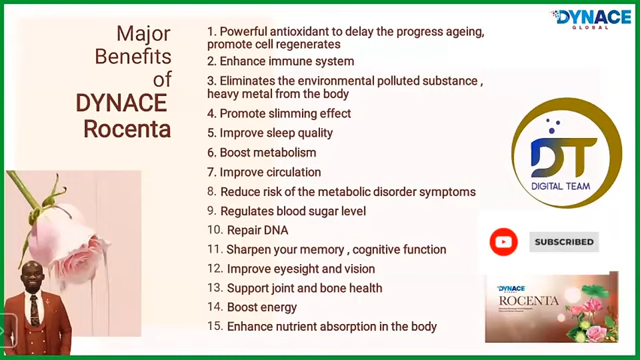 Major
Benefits
of
DYNACE
Rocenta
1. Powerful antioxidant to delay the progress ageing,
promote cell regenerates
2. Enhance immune system
3. Eliminates the environmental polluted substance ,
heavy metal from the body
4. Promote slimming effect
5. Improve sleep quality
6. Boost metabolism
7. Improve circulation
8. Reduce risk of the metabolic disorder symptoms
9. Regulates blood sugar level
10. Repair DNA
11. Sharpen your memory , cognitive function
12. Improve eyesight and vision
13. Support joint and bone health
14. Boost energy
15. Enhance nutrient absorption in the body
DYNACE
GLOBAL
DT
DIGITAL TEAM
SUBSCRIBED
DYNACE
ROCENTA